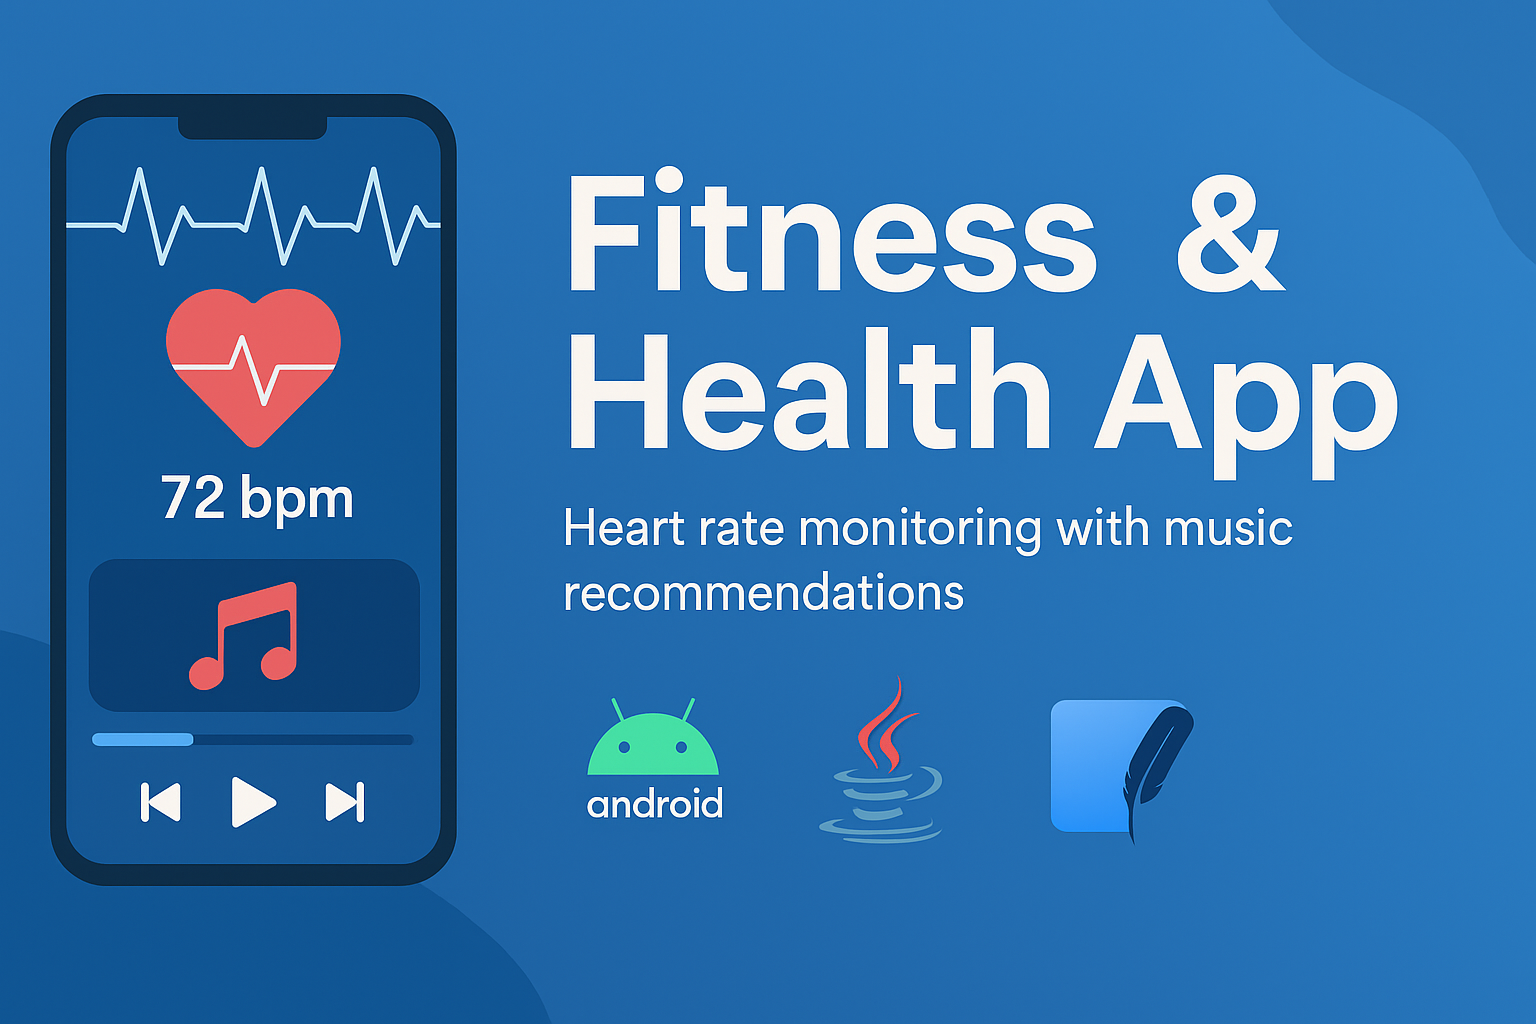 72 bpm
Fitness &
Health App
Heart rate monitoring with music
recommendations
android